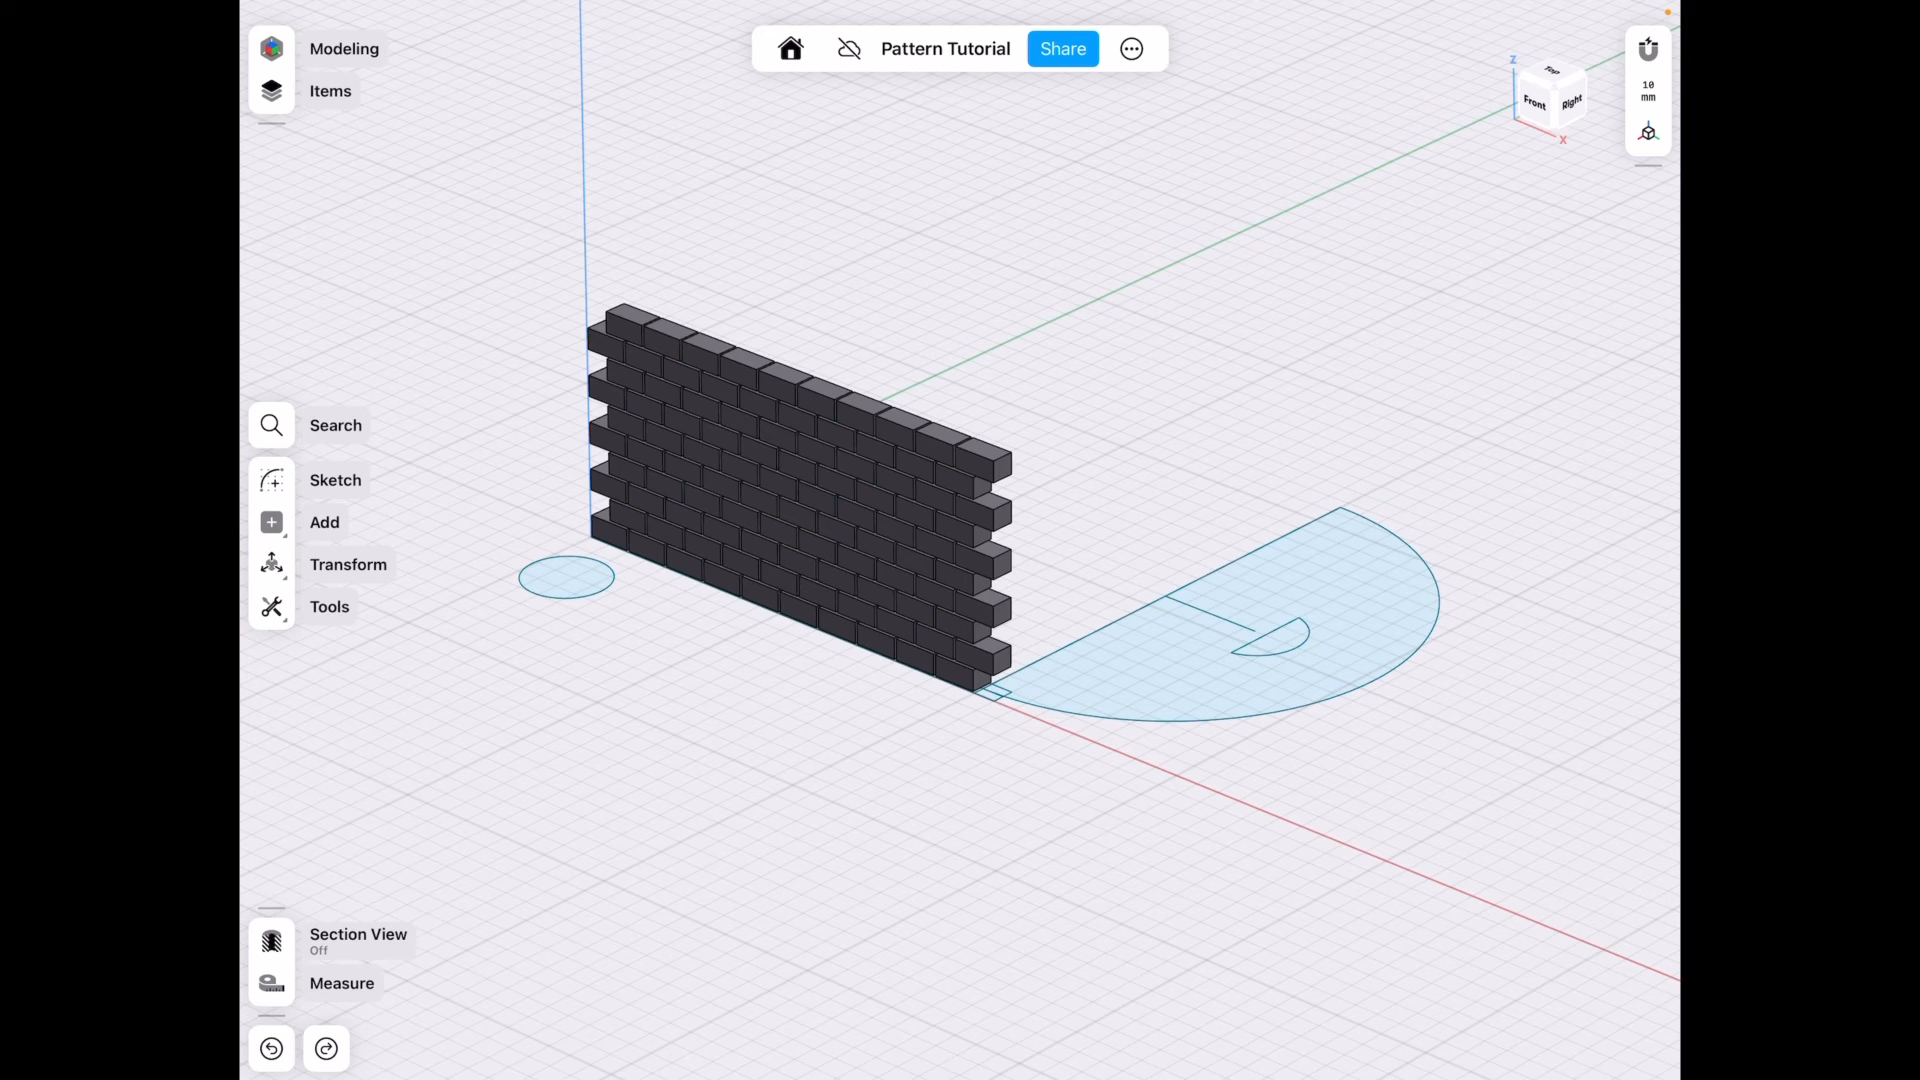 Modeling
Items
Pattern Tutorial
Share
Z
Top
Front
Right
X
10
mm
Search
Sketch
Add
Transform
Tools
Section View
Off
Measure